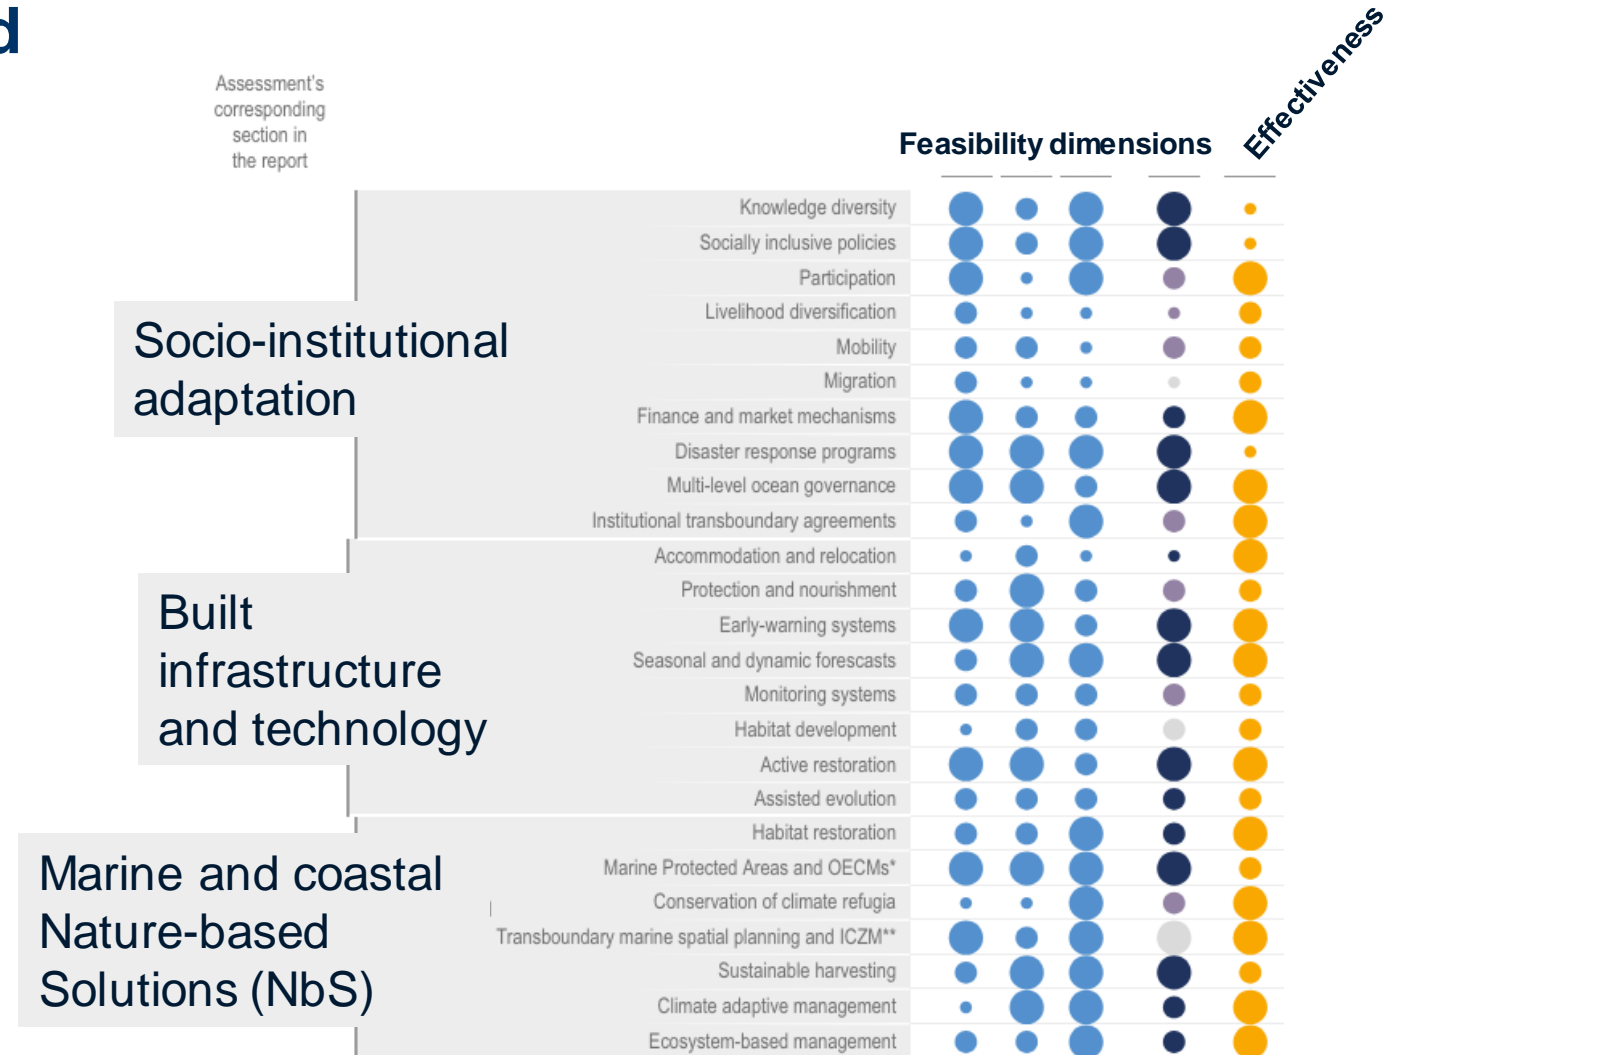 d
Assessment's
corresponding
section in
the report
Feasibility dimensions
Effectiveness
Knowledge diversity
Socially inclusive policies
Participation
Livelihood diversification
Mobility
Migration
Finance and market mechanisms
Disaster response programs
Multi-level ocean governance
Institutional transboundary agreements
Socio-institutional
adaptation
Accommodation and relocation
Protection and nourishment
Early-warning systems
Seasonal and dynamic forescasts
Monitoring systems
Habitat development
Active restoration
Assisted evolution
Built
infrastructure
and technology
Habitat restoration
Marine Protected Areas and OECMs*
Conservation of climate refugia
Transboundary marine spatial planning and ICZM**
Sustainable harvesting
Climate adaptive management
Ecosystem-based management
Marine and coastal
Nature-based
Solutions (NbS)